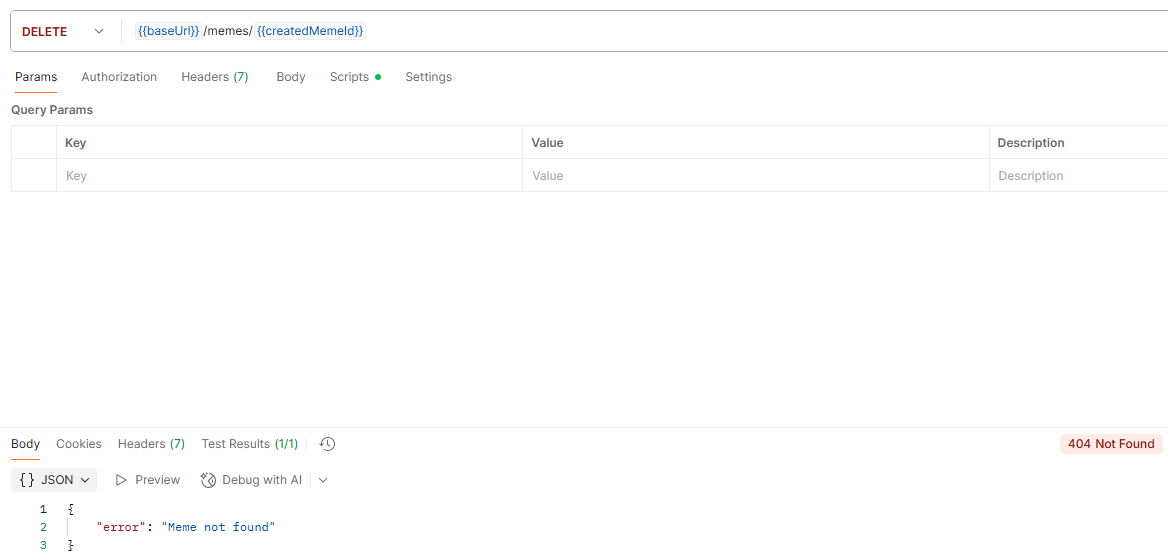 DELETE {{baseUrl}} /memes/ {{createdMemeId}}
Params Authorization Headers (7) Body Scripts Settings
Query Params
Key Value Description
Key Value Description
Body Cookies Headers (7) Test Results (1/1) 404 Not Found
{} JSON Preview Debug with AI
1 {
2 "error": "Meme not found"
3 }